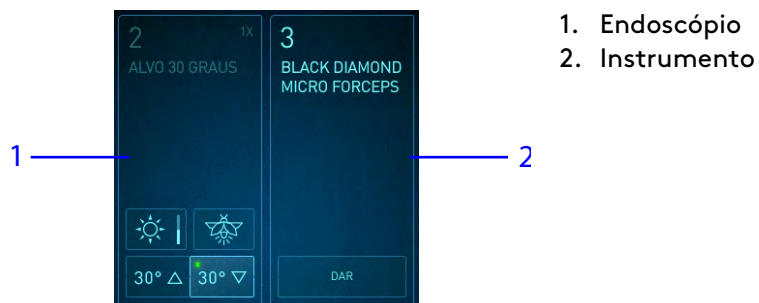 2 1X
ALVO 30 GRAUS
30° △ 30° ▽
3
BLACK DIAMOND
MICRO FORCEPS
DAR
1
2
1. Endoscópio
2. Instrumento